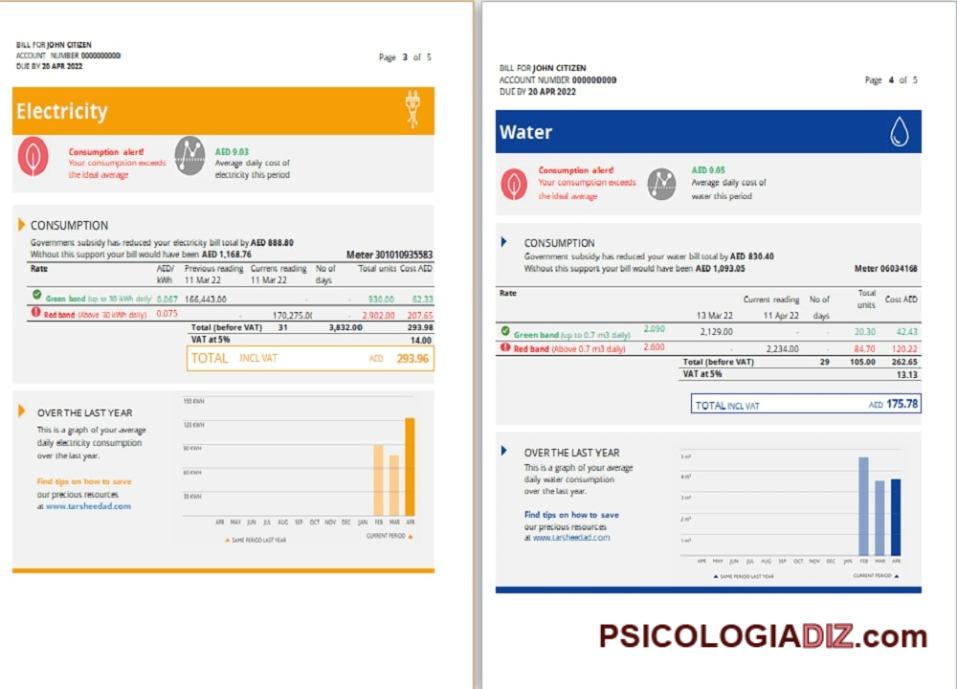 BILL FOR JOHN CITIZEN
ACCOUNT NUMBER 0000000000
DUE BY 20 APR 2022
Page 3 of 5
Electricity
Consumption alert!
Your consumption exceeds
the ideal average
AED 9.03
Average daily cost of
electricity this period
CONSUMPTION
Government subsidy has reduced your electricity bill total by AED 888.80
Without this support your bill would have been AED 1,168.76 Meter 301010935583
Rate AED/ Previous reading Current reading No of Total units Cost AED
kWh 11 Mar 22 11 Mar 22 days
Green band (up to 30 kWh daily) 0.067 166,443.00 - - 930.00 62.33
Red band (Above 30 kWh daily) 0.075 - 170,275.00 - 2,902.00 207.65
Total (before VAT) 31 3,832.00 293.98
VAT at 5% 14.00
TOTAL INCL VAT AED 293.96
OVER THE LAST YEAR
This is a graph of your average
daily electricity consumption
over the last year.
Find tips on how to save
our precious resources
at www.tarsheedad.com
150 KWH
120 KWH
90 KWH
60 KWH
30 KWH
APR MAY JUN JUL AUG SEP OCT NOV DEC JAN FEB MAR APR
SAME PERIOD LAST YEAR CURRENT PERIOD
BILL FOR JOHN CITIZEN
ACCOUNT NUMBER 000000000
DUE BY 20 APR 2022
Page 4 of 5
Water
Consumption alert!
Your consumption exceeds
the ideal average
AED 9.05
Average daily cost of
water this period
CONSUMPTION
Government subsidy has reduced your water bill total by AED 830.40
Without this support your bill would have been AED 1,093.05 Meter 06034168
Rate Current reading No of Total units Cost AED
13 Mar 22 11 Apr 22 days
Green band (up to 0.7 m3 daily) 2.090 2,129.00 - - 20.30 42.43
Red band (Above 0.7 m3 daily) 2.600 - 2,234.00 - 84.70 120.22
Total (before VAT) 29 105.00 262.65
VAT at 5% 13.13
TOTAL INCL VAT AED 175.78
OVER THE LAST YEAR
This is a graph of your average
daily water consumption
over the last year.
Find tips on how to save
our precious resources
at www.tarsheedad.com
5 m³
4 m³
3 m³
2 m³
1 m³
APR MAY JUN JUL AUG SEP OCT NOV DEC JAN FEB MAR APR
SAME PERIOD LAST YEAR CURRENT PERIOD
PSICOLOGIADIZ.com